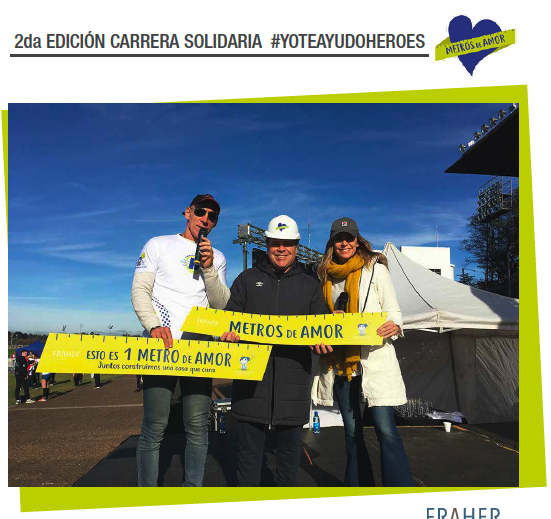 2da EDICIÓN CARRERA SOLIDARIA #YOTEAYUDOHEROES
METROS DE AMOR
FRAHER METROS DE AMOR
FRAHER ESTO ES 1 METRO DE AMOR
Juntos construimos una casa que cura
FRAHER